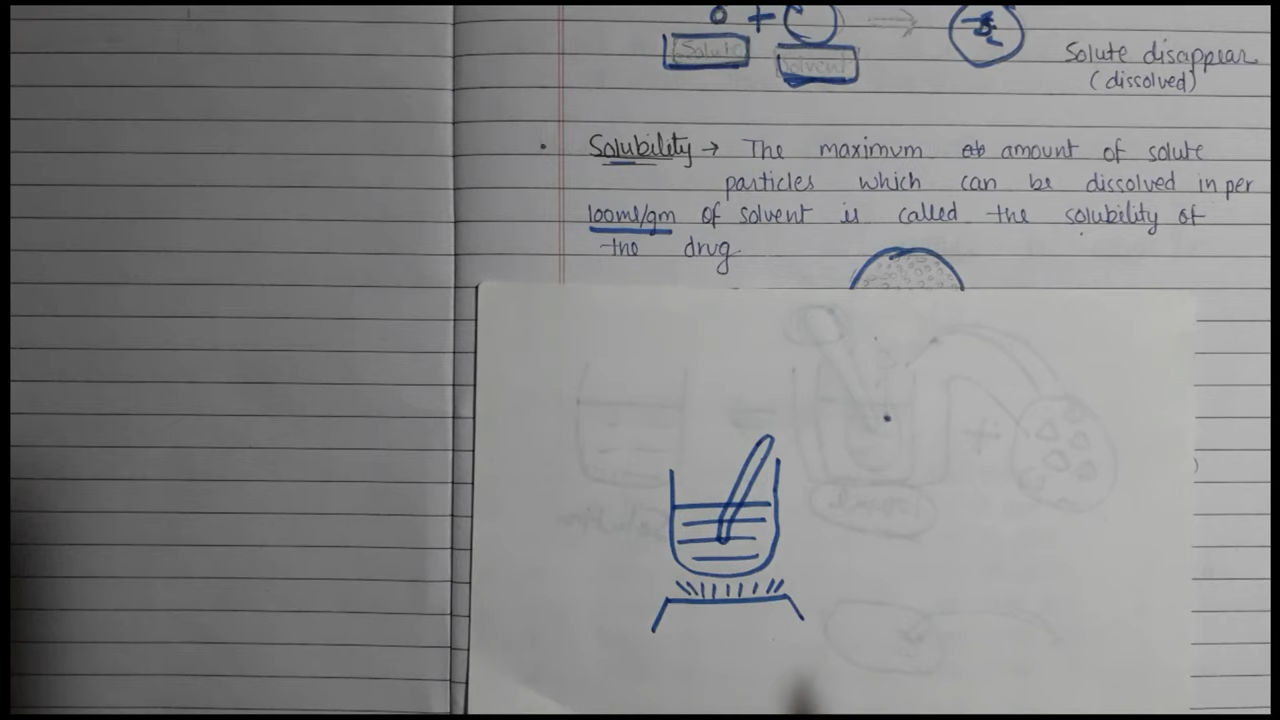 +
Solute
Solvent
Solute disappear
(dissolved)
• Solubility → The maximum amount of solute
particles which can be dissolved in per
100ml/gm of solvent is called the solubility of
the drug